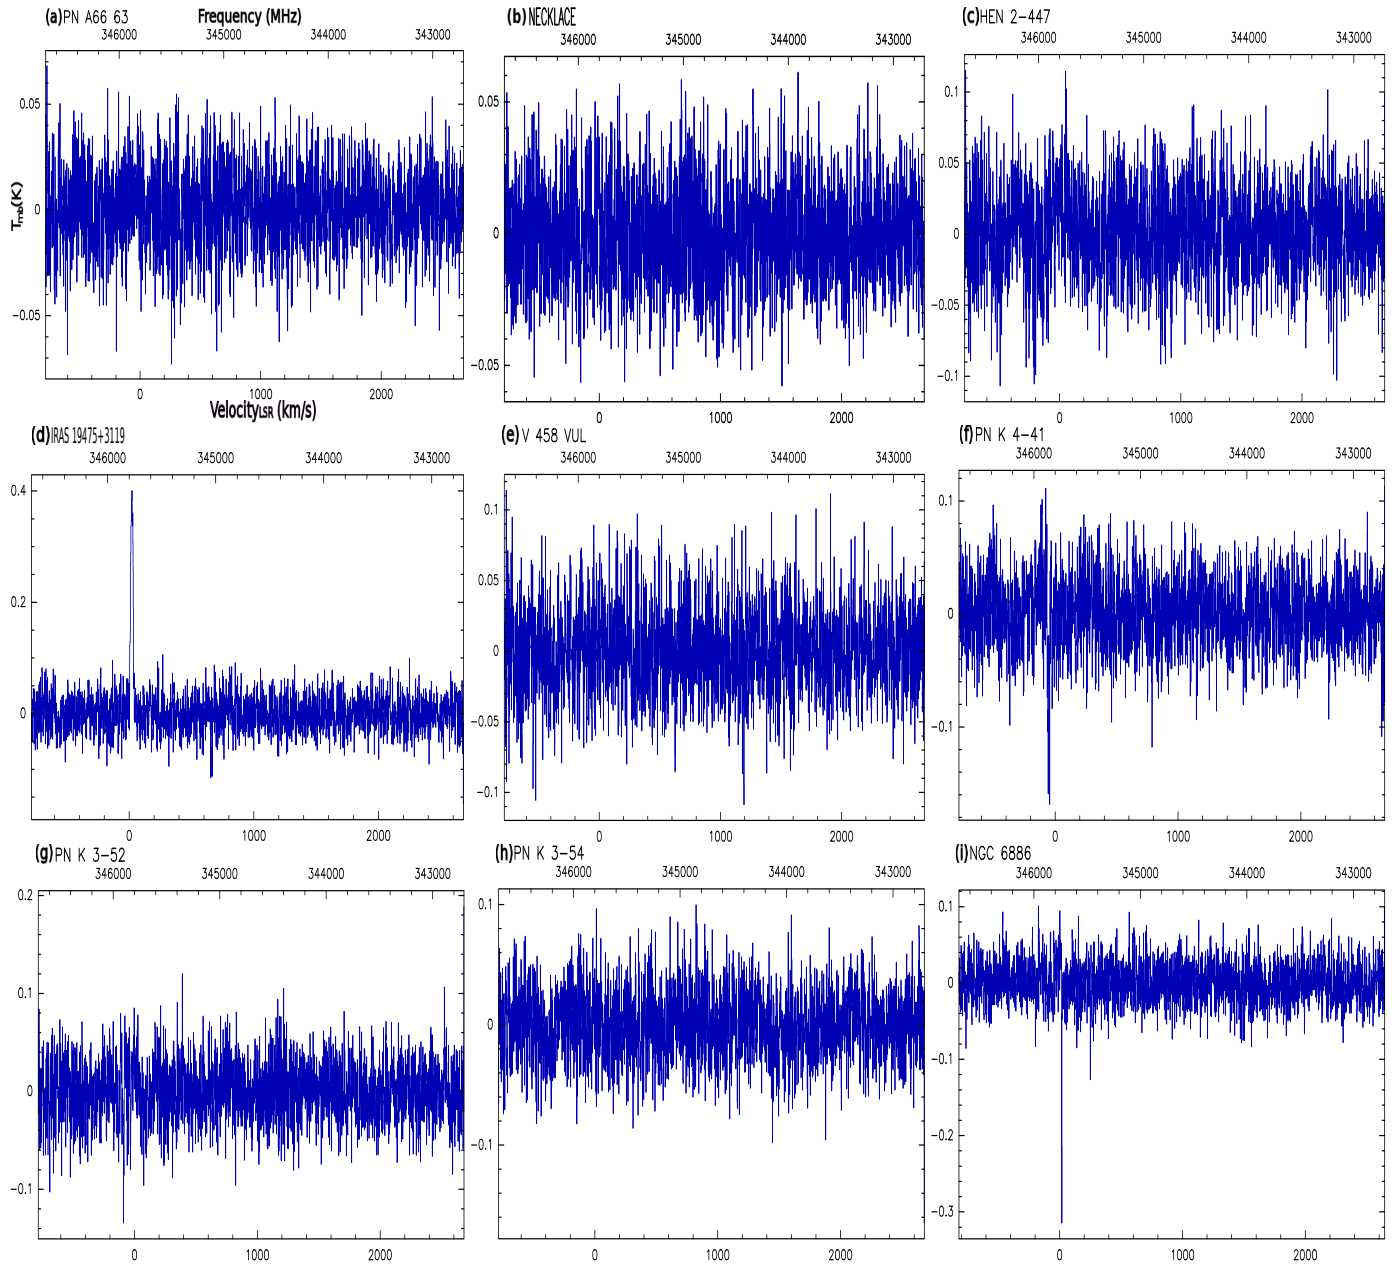 (a)PN A66 63 Frequency (MHz)
346000 345000 344000 343000
0.05
0
−0.05
Tmb(K)
0 1000 2000
VelocityLSR (km/s)
(b)NECKLACE
346000 345000 344000 343000
0.05
0
−0.05
0 1000 2000
(c)HEN 2−447
346000 345000 344000 343000
0.1
0.05
0
−0.05
−0.1
0 1000 2000
(d)IRAS 19475+3119
346000 345000 344000 343000
0.4
0.2
0
0 1000 2000
(e)V 458 VUL
346000 345000 344000 343000
0.1
0.05
0
−0.05
−0.1
0 1000 2000
(f)PN K 4−41
346000 345000 344000 343000
0.1
0
−0.1
0 1000 2000
(g)PN K 3−52
346000 345000 344000 343000
0.2
0.1
0
−0.1
0 1000 2000
(h)PN K 3−54
346000 345000 344000 343000
0.1
0
−0.1
0 1000 2000
(i)NGC 6886
346000 345000 344000 343000
0.1
0
−0.1
−0.2
−0.3
0 1000 2000